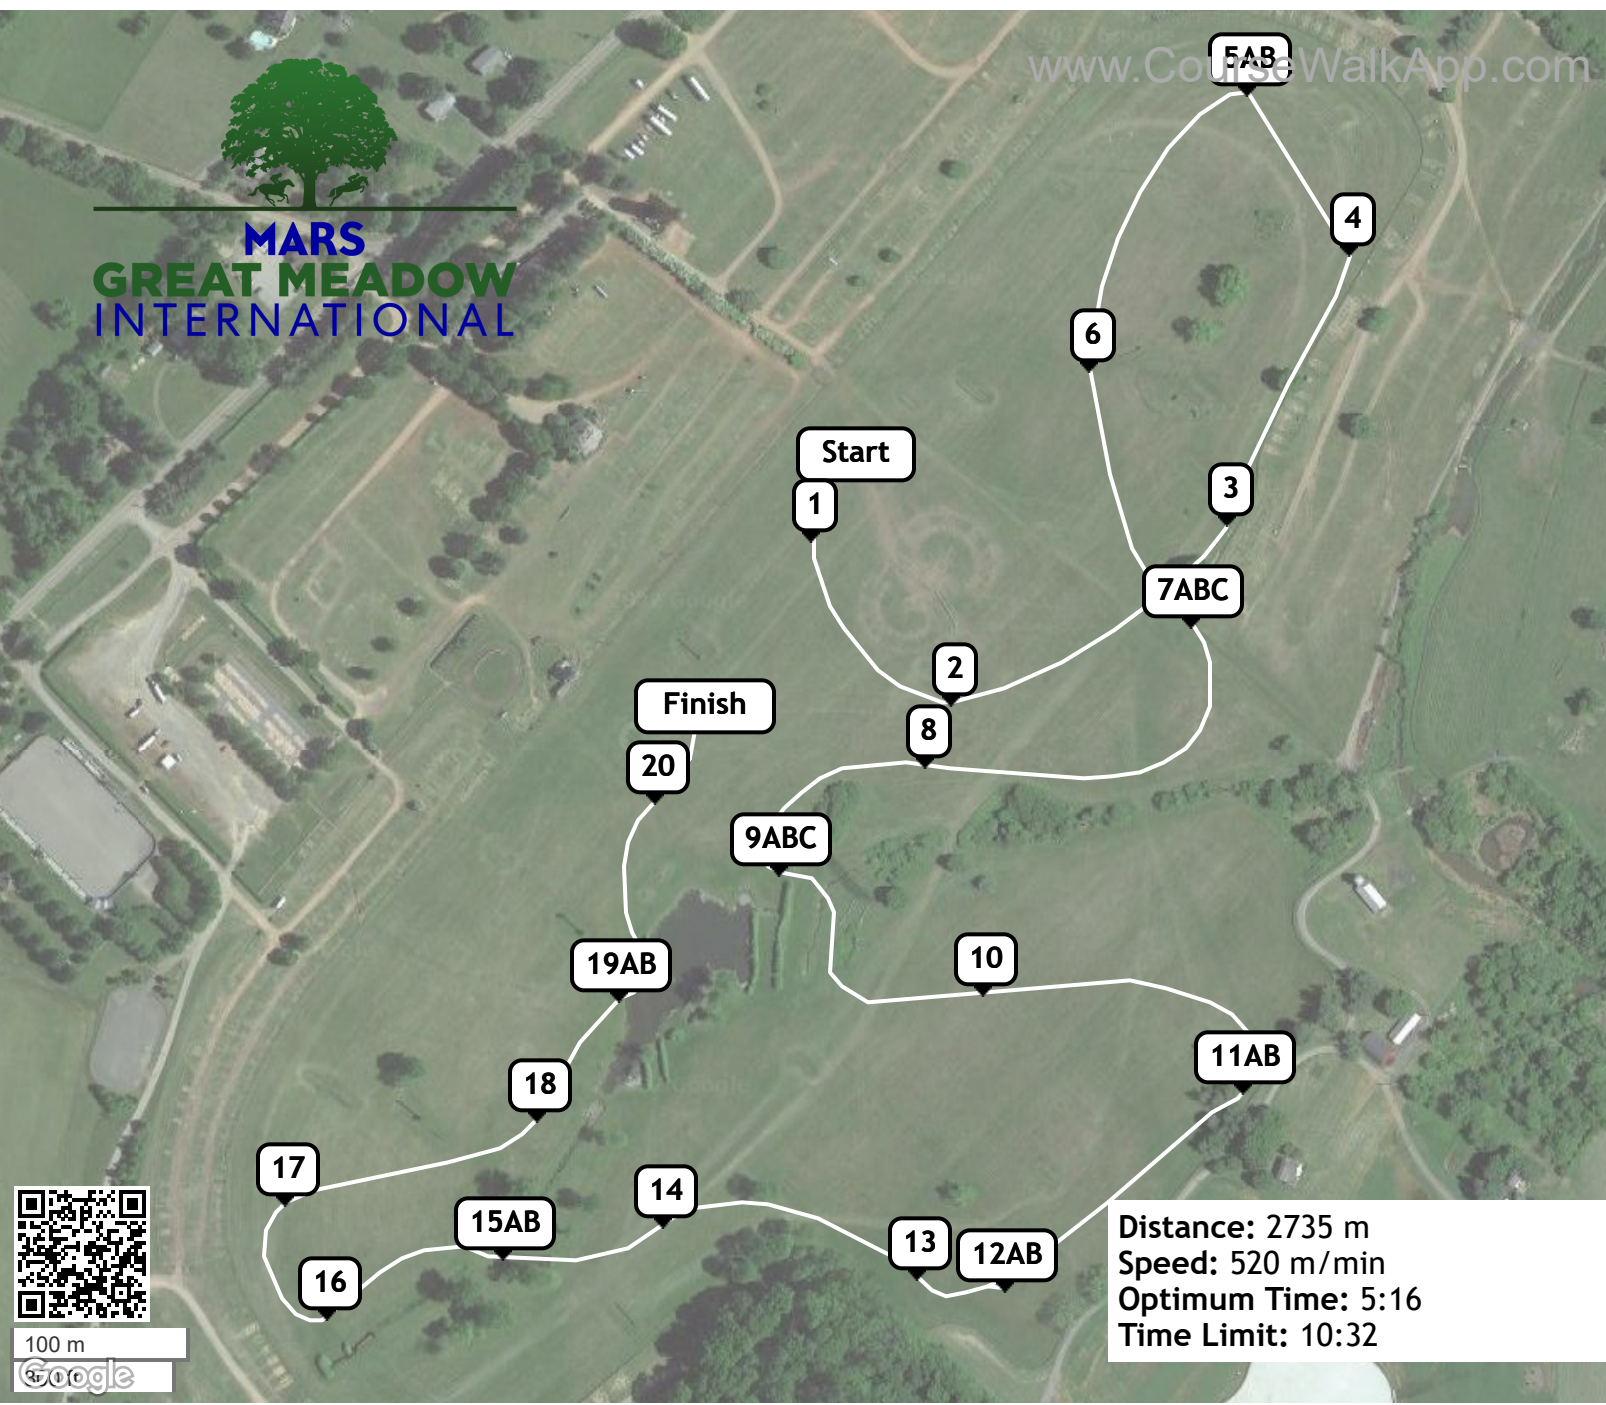 www.CourseWalkApp.com
5AB
4
MARS
GREAT MEADOW
INTERNATIONAL
6
Start
1
3
7ABC
2
Finish
8
20
9ABC
19AB
10
11AB
18
17
14
15AB
13
12AB
16
Distance: 2735 m
Speed: 520 m/min
Optimum Time: 5:16
Time Limit: 10:32
100 m
Google